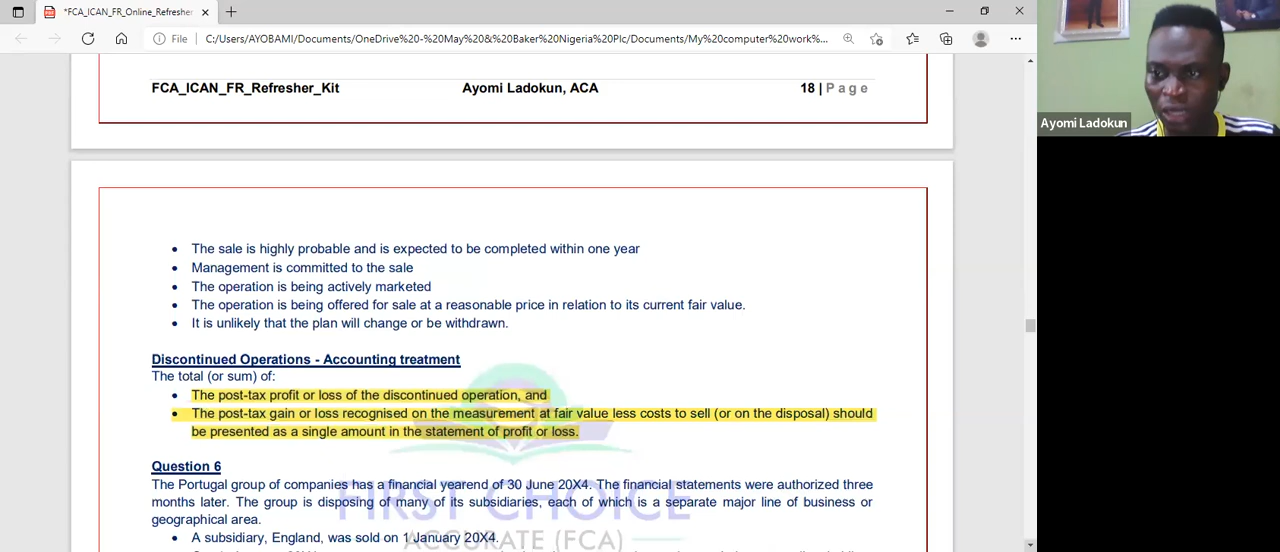 *FCA_ICAN_FR_Online_Refresher
File
C:/Users/AYOBAMI/Documents/OneDrive%20-%20May%20&%20Baker%20Nigeria%20Plc/Documents/My%20computer%20work%...
FCA_ICAN_FR_Refresher_Kit Ayomi Ladokun, ACA 18 | Page
Ayomi Ladokun
• The sale is highly probable and is expected to be completed within one year
• Management is committed to the sale
• The operation is being actively marketed
• The operation is being offered for sale at a reasonable price in relation to its current fair value.
• It is unlikely that the plan will change or be withdrawn.
Discontinued Operations - Accounting treatment
The total (or sum) of:
• The post-tax profit or loss of the discontinued operation, and
• The post-tax gain or loss recognised on the measurement at fair value less costs to sell (or on the disposal) should
be presented as a single amount in the statement of profit or loss.
Question 6
The Portugal group of companies has a financial yearend of 30 June 20X4. The financial statements were authorized three
months later. The group is disposing of many of its subsidiaries, each of which is a separate major line of business or
geographical area.
• A subsidiary, England, was sold on 1 January 20X4.
FIRST CHOICE
ACCURATE (FCA)